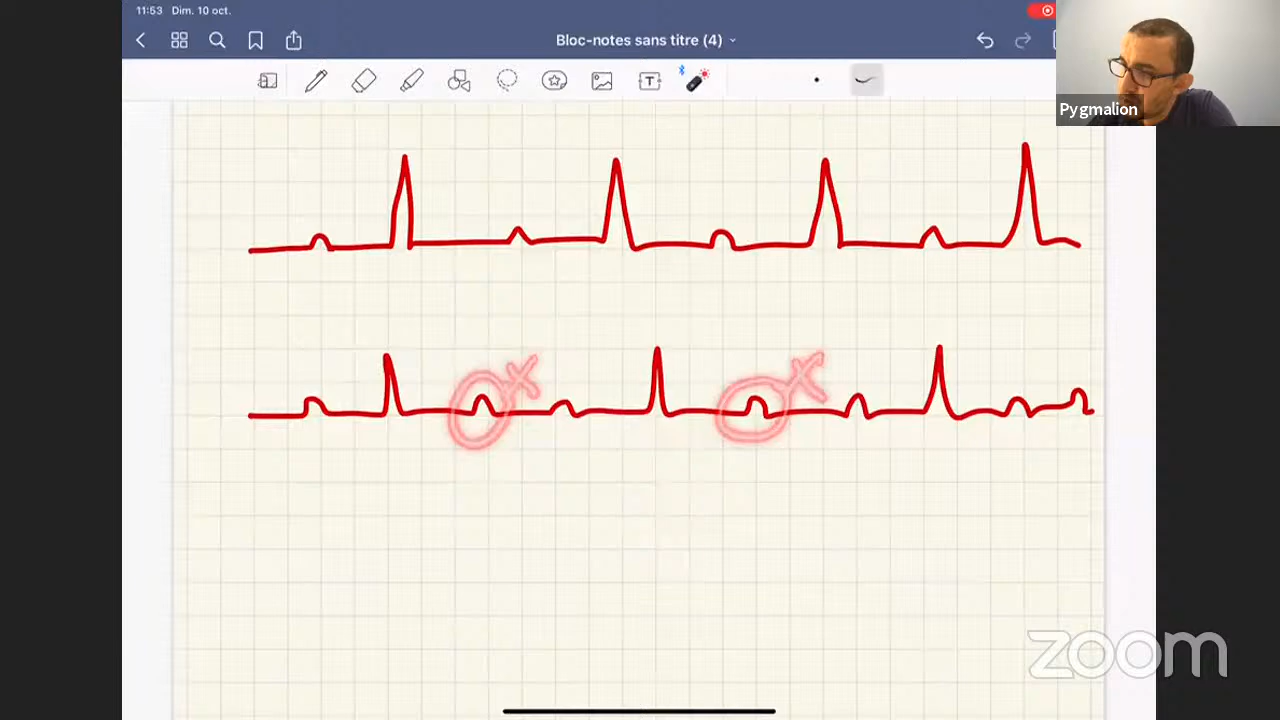 11:53 Dim. 10 oct.
Bloc-notes sans titre (4)
T
Pygmalion
X X
zoom